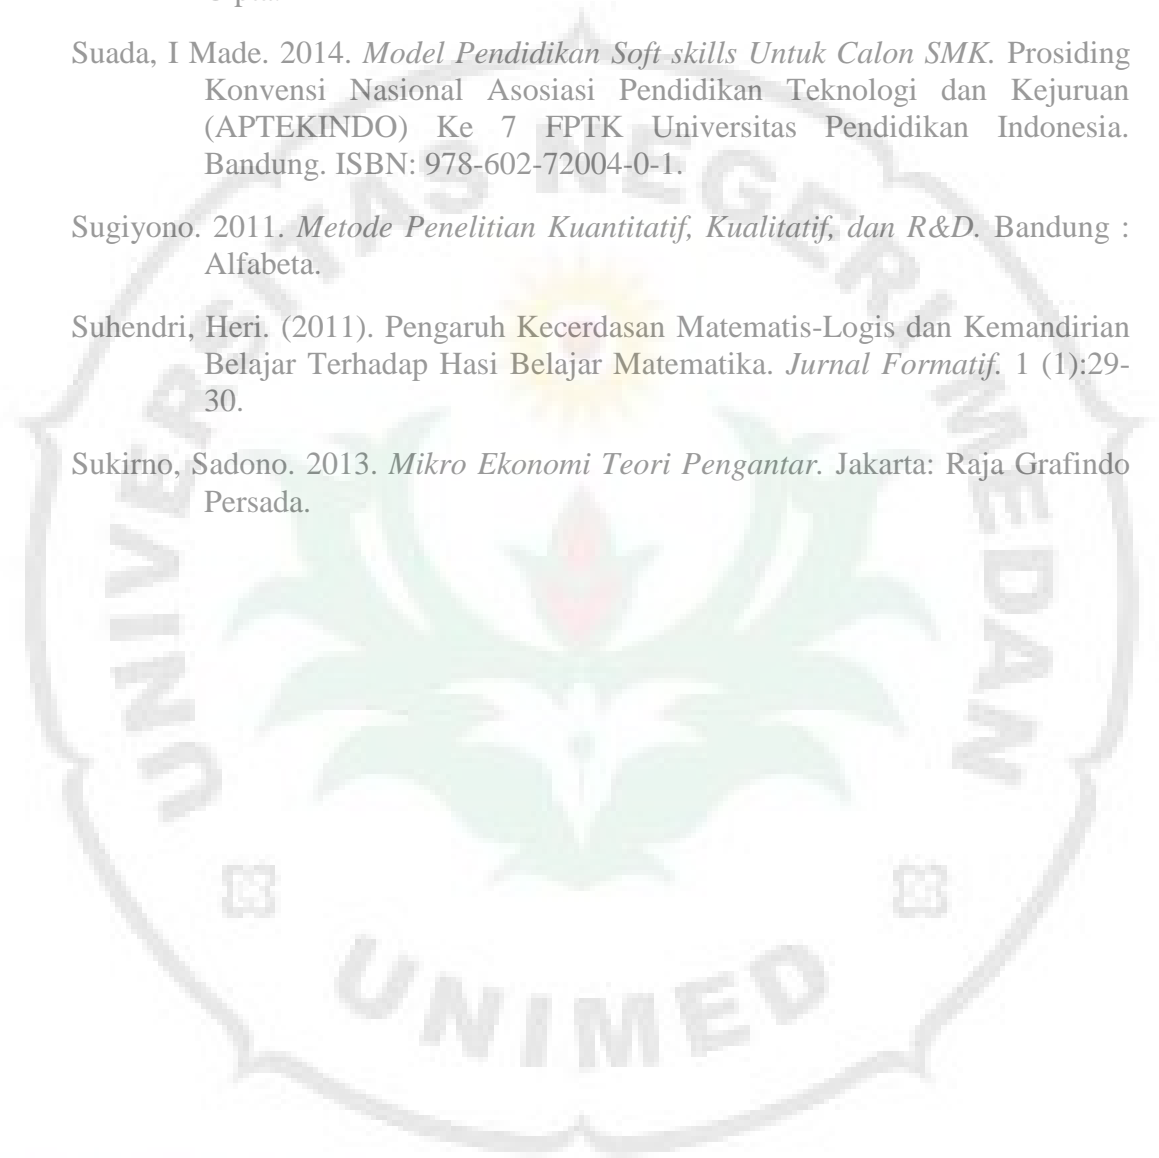 Suada, I Made. 2014. Model Pendidikan Soft skills Untuk Calon SMK. Prosiding
Konvensi Nasional Asosiasi Pendidikan Teknologi dan Kejuruan
(APTEKINDO) Ke 7 FPTK Universitas Pendidikan Indonesia.
Bandung. ISBN: 978-602-72004-0-1.
Sugiyono. 2011. Metode Penelitian Kuantitatif, Kualitatif, dan R&D. Bandung :
Alfabeta.
Suhendri, Heri. (2011). Pengaruh Kecerdasan Matematis-Logis dan Kemandirian
Belajar Terhadap Hasi Belajar Matematika. Jurnal Formatif. 1 (1):29-
30.
Sukirno, Sadono. 2013. Mikro Ekonomi Teori Pengantar. Jakarta: Raja Grafindo
Persada.
UNIVERSITAS NEGERI MEDAN
UNIMED